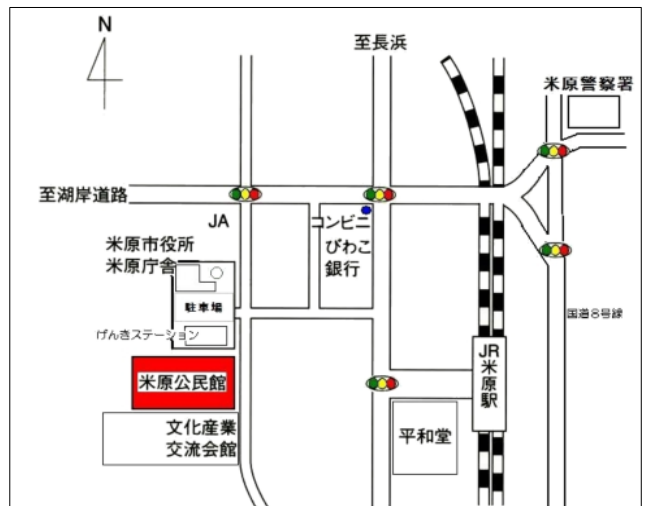 N
至長浜
米原警察署
至湖岸道路
JA
コンビニ
びわこ
銀行
米原市役所
米原庁舎
駐車場
国道8号線
げんきステーション
JR米原駅
米原公民館
平和堂
文化産業
交流会館